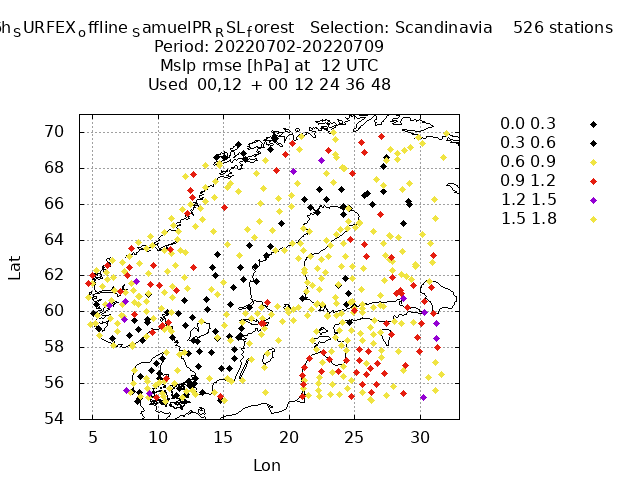 hSURFEXoffline SamuelPRRSLforest Selection: Scandinavia 526 stations
Period: 20220702-20220709
Mslp rmse [hPa] at 12 UTC
Used 00,12 + 00 12 24 36 48
0.0 0.3
0.3 0.6
0.6 0.9
0.9 1.2
1.2 1.5
1.5 1.8
70
68
66
64
62
60
58
56
54
Lat
5 10 15 20 25 30
Lon